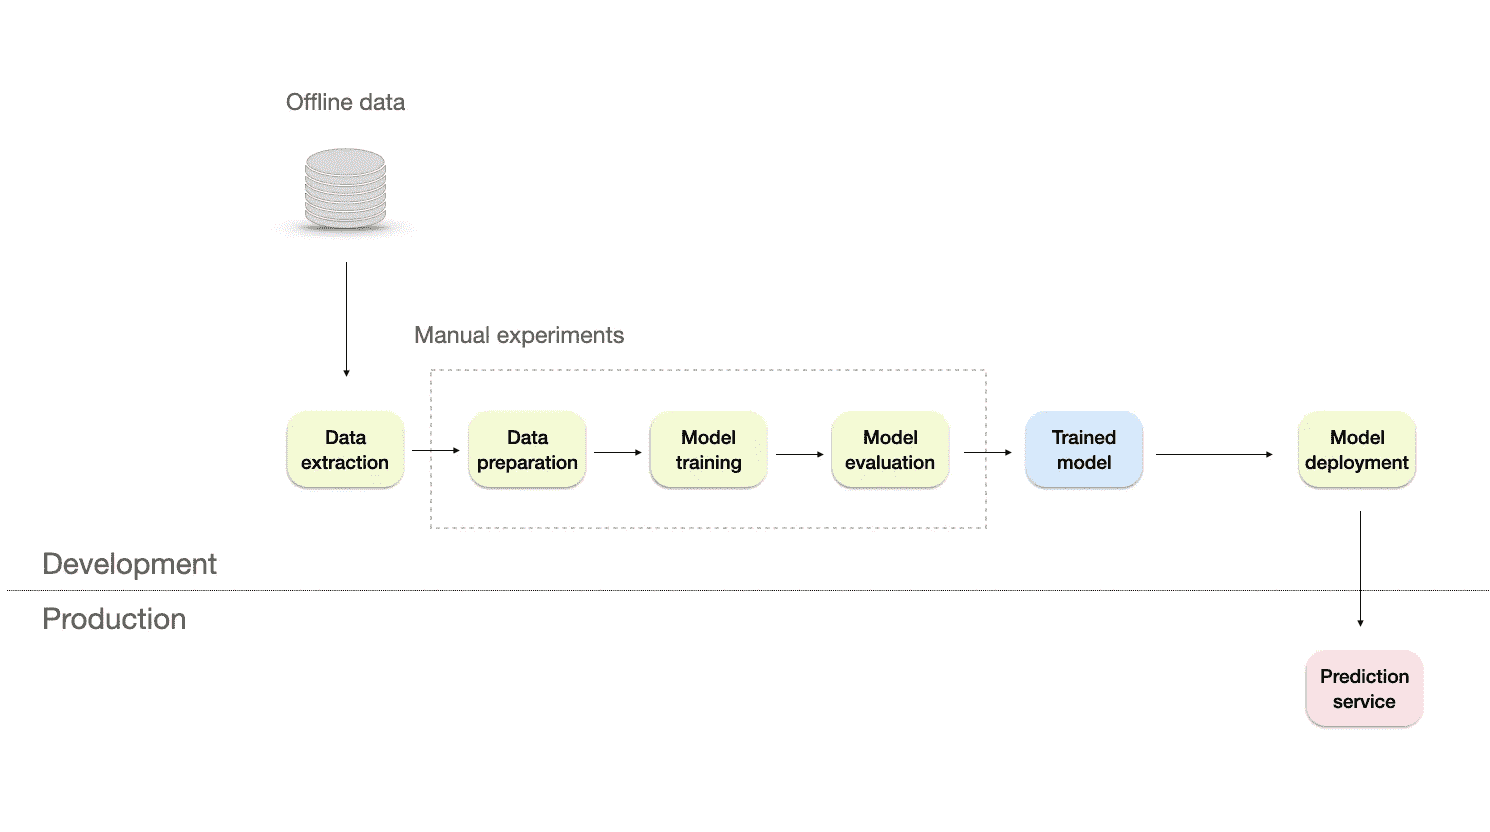 Offline data
Manual experiments
Data
extraction
Data
preparation
Model
training
Model
evaluation
Trained
model
Model
deployment
Development
Production
Prediction
service